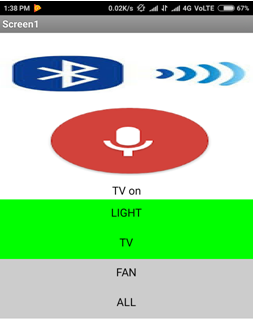 1:38 PM 0.02K/s 4G VoLTE 67%
Screen1
TV on
LIGHT
TV
FAN
ALL